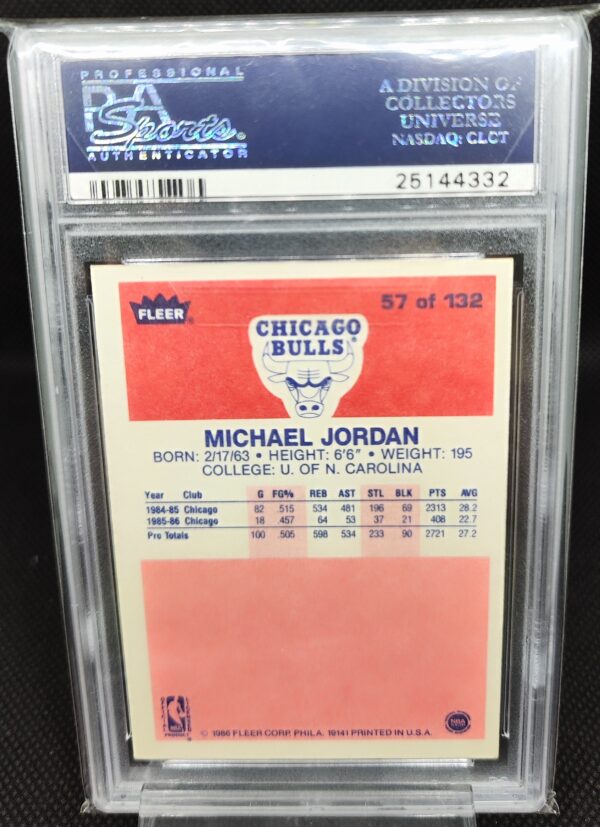 PROFESSIONAL
PSA
Sports®
AUTHENTICATOR
A DIVISION OF
COLLECTORS
UNIVERSE
NASDAQ: CLCT
25144332
FLEER®
57 of 132
CHICAGO
BULLS®
MICHAEL JORDAN
BORN: 2/17/63 • HEIGHT: 6'6" • WEIGHT: 195
COLLEGE: U. OF N. CAROLINA
Year Club G FG% REB AST STL BLK PTS AVG
1984-85 Chicago 82 .515 534 481 196 69 2313 28.2
1985-86 Chicago 18 .457 64 53 37 21 408 22.7
Pro Totals 100 .505 598 534 233 90 2721 27.2
NBA
PRODUCT
© 1986 FLEER CORP. PHILA. 19141 PRINTED IN U.S.A.
NBA